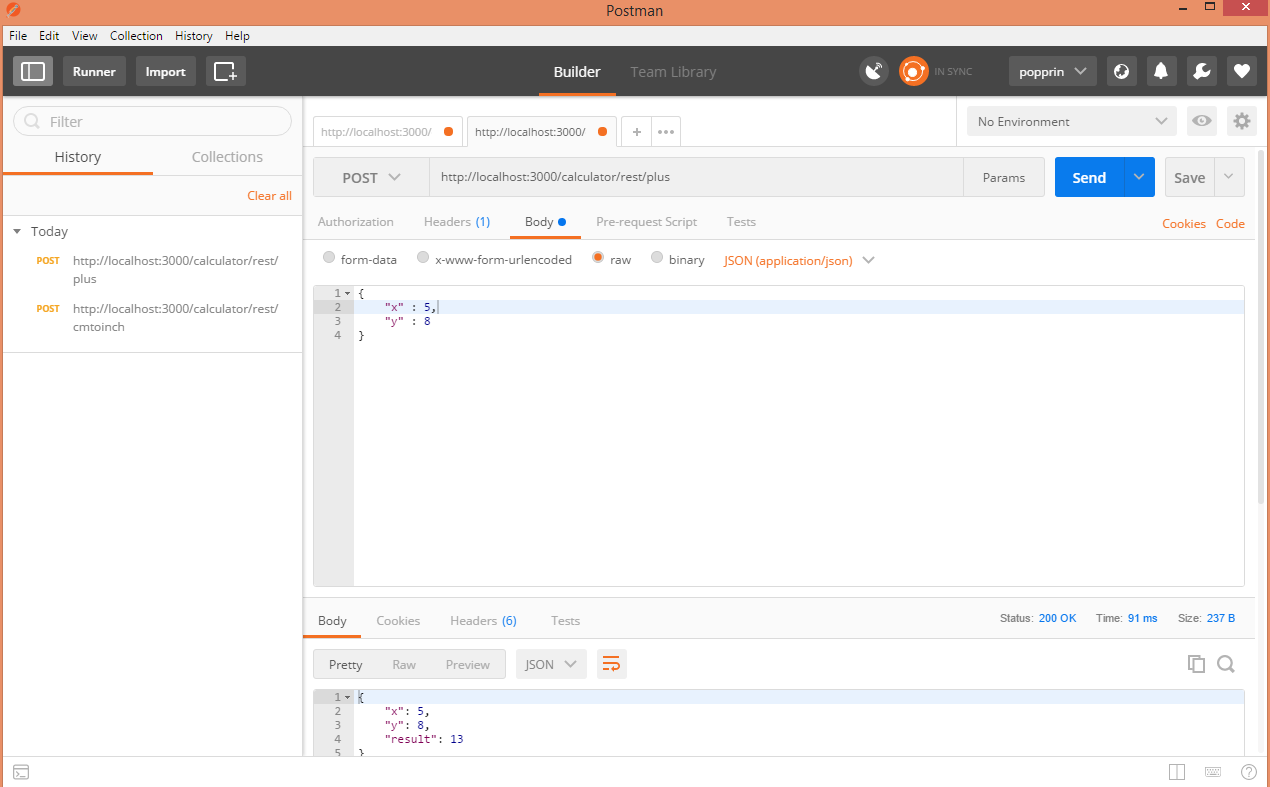 Postman
File Edit View Collection History Help
Runner Import Builder Team Library IN SYNC poppin
Filter
History Collections
Clear all
Today
POST http://localhost:3000/calculator/rest/
plus
POST http://localhost:3000/calculator/rest/
cmtoinch
http://localhost:3000/ http://localhost:3000/ + •••
No Environment
POST http://localhost:3000/calculator/rest/plus Params Send Save
Authorization Headers (1) Body Pre-request Script Tests Cookies Code
form-data x-www-form-urlencoded raw binary JSON (application/json)
1 {
2 "x" : 5,
3 "y" : 8
4 }
Body Cookies Headers (6) Tests Status: 200 OK Time: 91 ms Size: 237 B
Pretty Raw Preview JSON
1 {
2 "x": 5,
3 "y": 8,
4 "result": 13
5 }